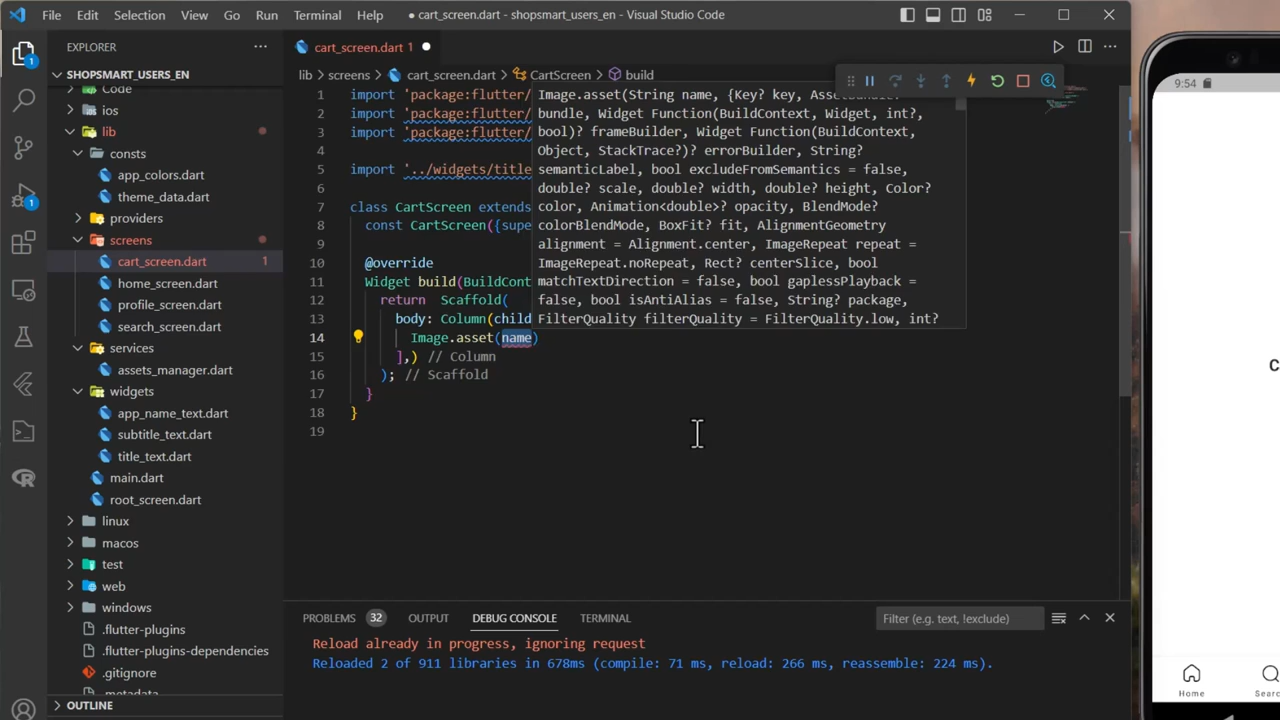 File Edit Selection View Go Run Terminal Help
● cart_screen.dart - shopsmart_users_en - Visual Studio Code
EXPLORER
SHOPSMART_USERS_EN
Code
ios
lib
consts
app_colors.dart
theme_data.dart
providers
screens
cart_screen.dart 1
home_screen.dart
profile_screen.dart
search_screen.dart
services
assets_manager.dart
widgets
app_name_text.dart
subtitle_text.dart
title_text.dart
main.dart
root_screen.dart
linux
macos
test
web
windows
.flutter-plugins
.flutter-plugins-dependencies
.gitignore
.metadata
OUTLINE
1
1
cart_screen.dart 1
lib > screens > cart_screen.dart > CartScreen > build
1 import 'package:flutter/
2 import 'package:flutter/
3 import 'package:flutter/
4
5 import '../widgets/title
6
7 class CartScreen extends
8 const CartScreen({supe
9
10 @override
11 Widget build(BuildCont
12 return Scaffold(
13 body: Column(child
14 Image.asset(name)
15 ],) // Column
16 ); // Scaffold
17 }
18 }
19
Image.asset(String name, {Key? key, AssetBundle?
bundle, Widget Function(BuildContext, Widget, int?,
bool)? frameBuilder, Widget Function(BuildContext,
Object, StackTrace?)? errorBuilder, String?
semanticLabel, bool excludeFromSemantics = false,
double? scale, double? width, double? height, Color?
color, Animation<double>? opacity, BlendMode?
colorBlendMode, BoxFit? fit, AlignmentGeometry
alignment = Alignment.center, ImageRepeat repeat =
ImageRepeat.noRepeat, Rect? centerSlice, bool
matchTextDirection = false, bool gaplessPlayback =
false, bool isAntiAlias = false, String? package,
FilterQuality filterQuality = FilterQuality.low, int?
PROBLEMS 32 OUTPUT DEBUG CONSOLE TERMINAL
Filter (e.g. text, !exclude)
Reload already in progress, ignoring request
Reloaded 2 of 911 libraries in 678ms (compile: 71 ms, reload: 266 ms, reassemble: 224 ms).
9:54
C
Home
Searc